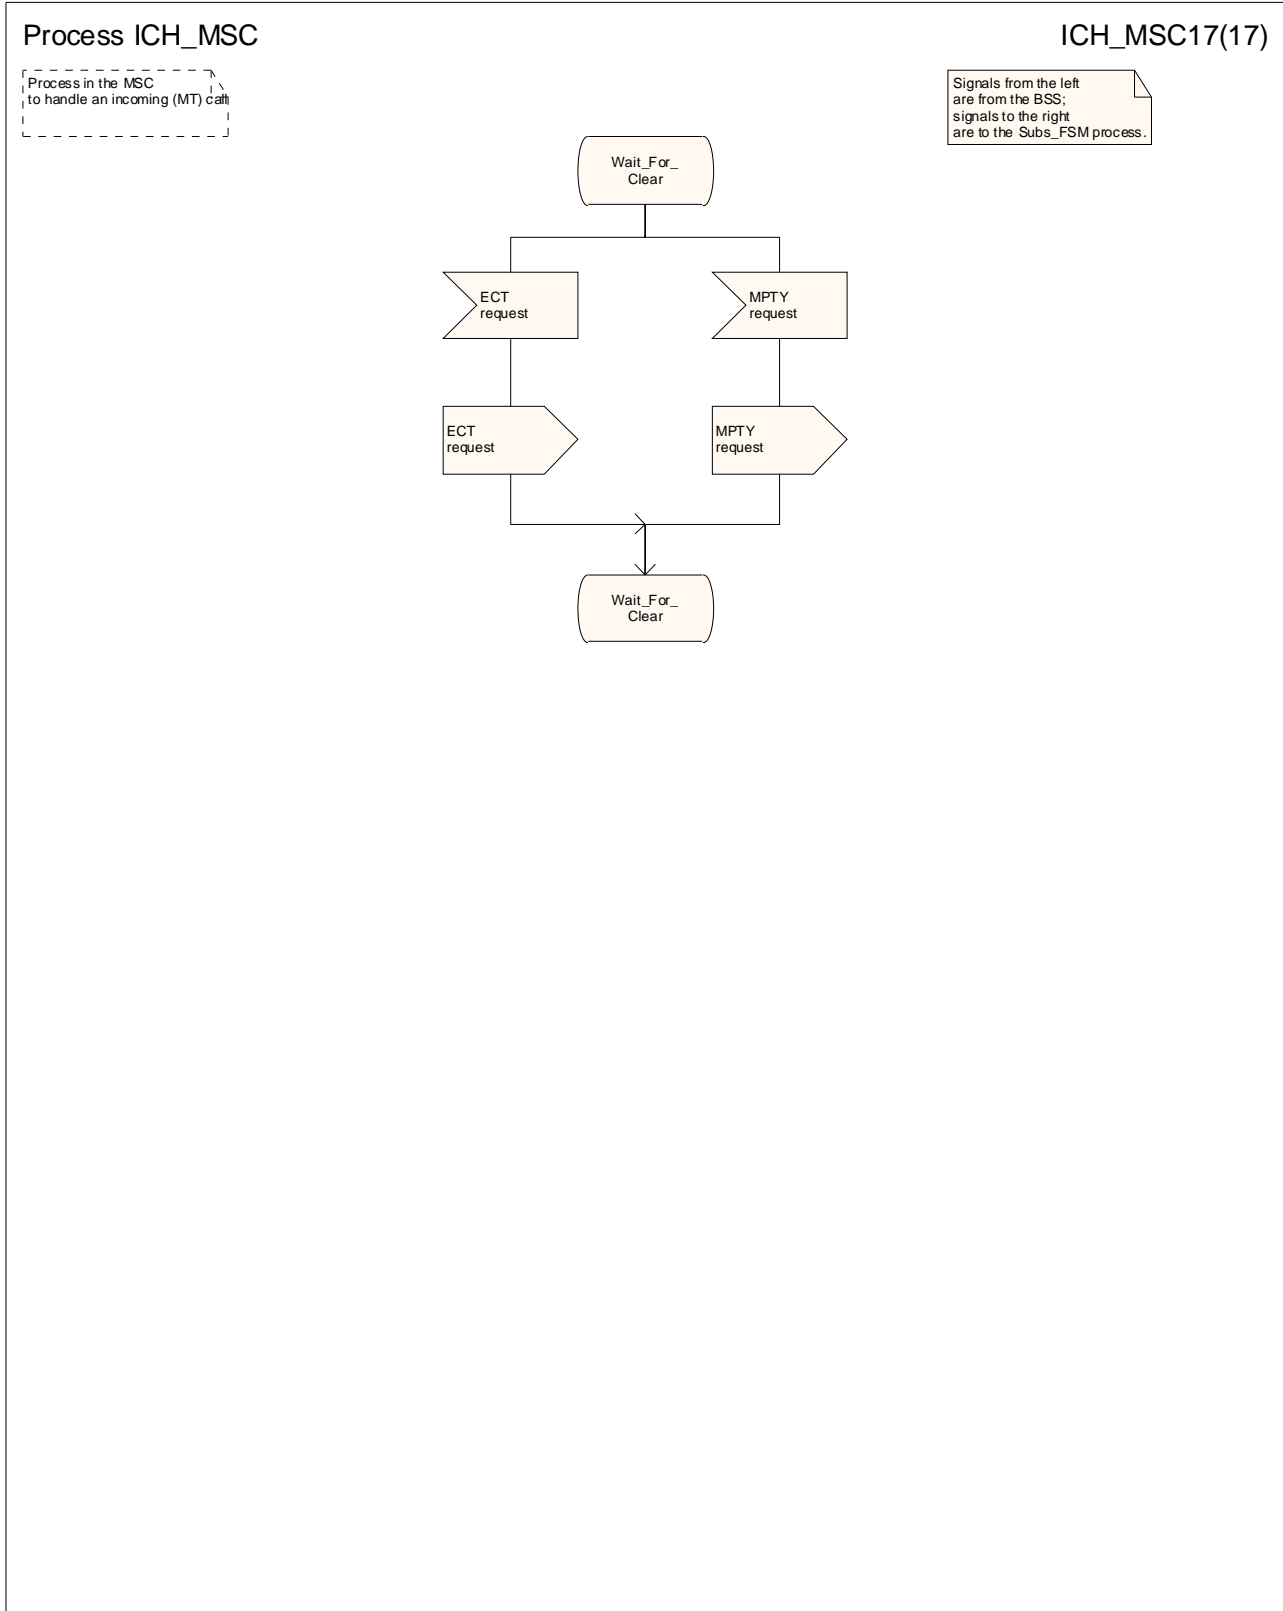 Process ICH_MSC
ICH_MSC17(17)
Process in the MSC
to handle an incoming (MT) call
Signals from the left
are from the BSS;
signals to the right
are to the Subs_FSM process.
Wait_For_
Clear
ECT
request
MPTY
request
ECT
request
MPTY
request
Wait_For_
Clear